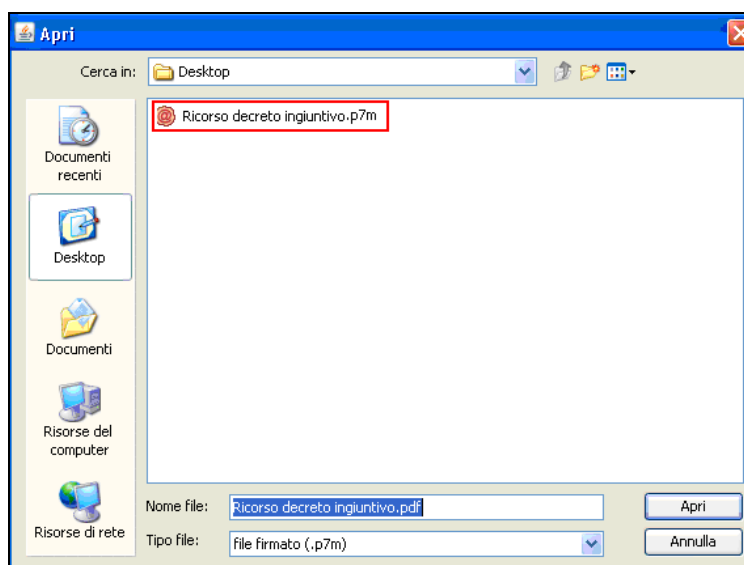 Apri
Cerca in:
Desktop
Ricorso decreto ingiuntivo.p7m
Documenti
recenti
Desktop
Documenti
Risorse del
computer
Risorse di rete
Nome file:
Ricorso decreto ingiuntivo.pdf
Apri
Tipo file:
file firmato (.p7m)
Annulla